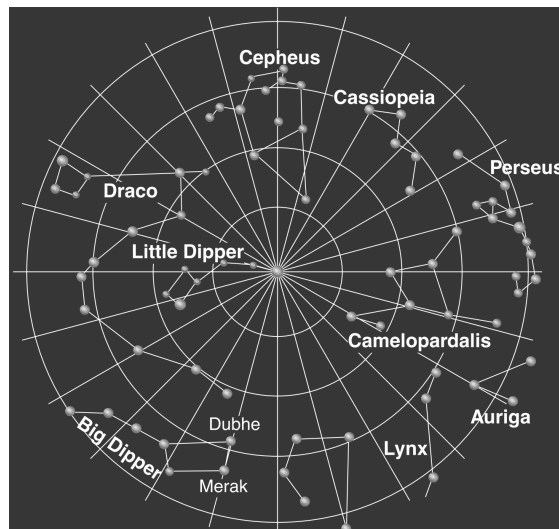 Cepheus
Cassiopeia
Perseus
Draco
Little Dipper
Camelopardalis
Auriga
Big Dipper
Dubhe
Lynx
Merak